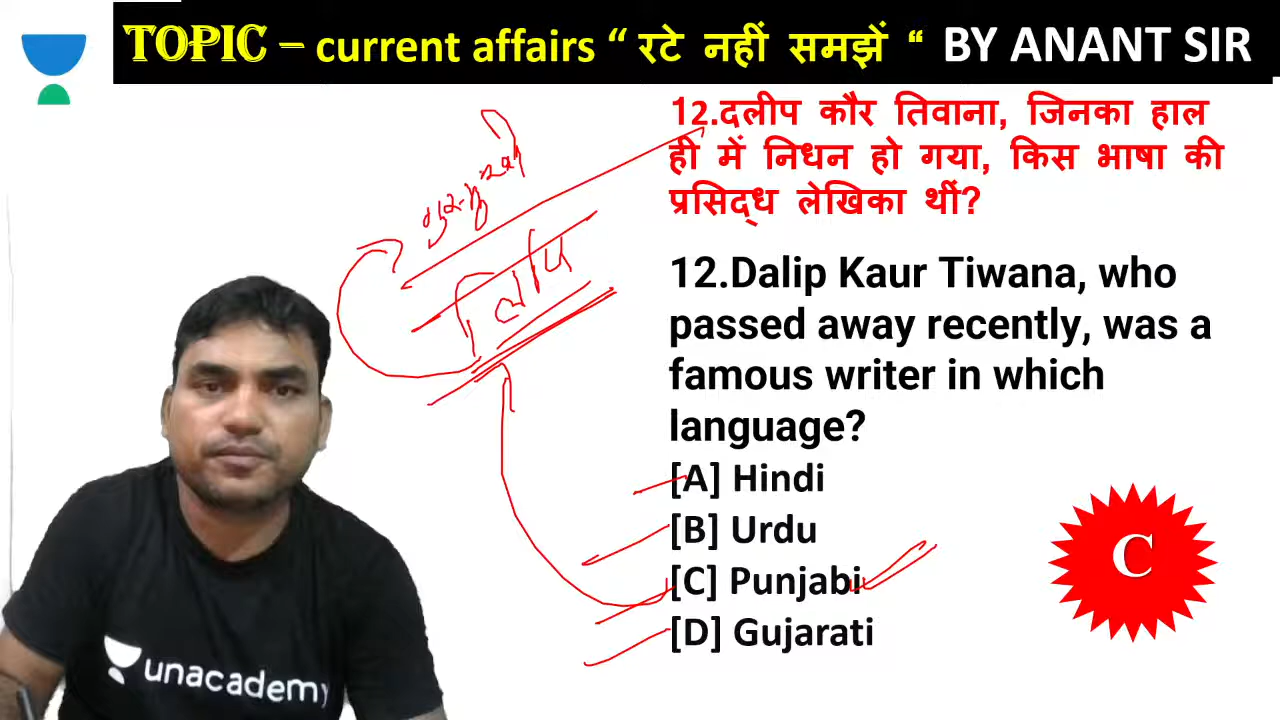 TOPIC – current affairs “ रटे नहीं समझें “ BY ANANT SIR
12.दलीप कौर तिवाना, जिनका हाल
ही में निधन हो गया, किस भाषा की
प्रसिद्ध लेखिका थीं?
12.Dalip Kaur Tiwana, who
passed away recently, was a
famous writer in which
language?
[A] Hindi
[B] Urdu
[C] Punjabi
[D] Gujarati
C
लिपि
unacademy